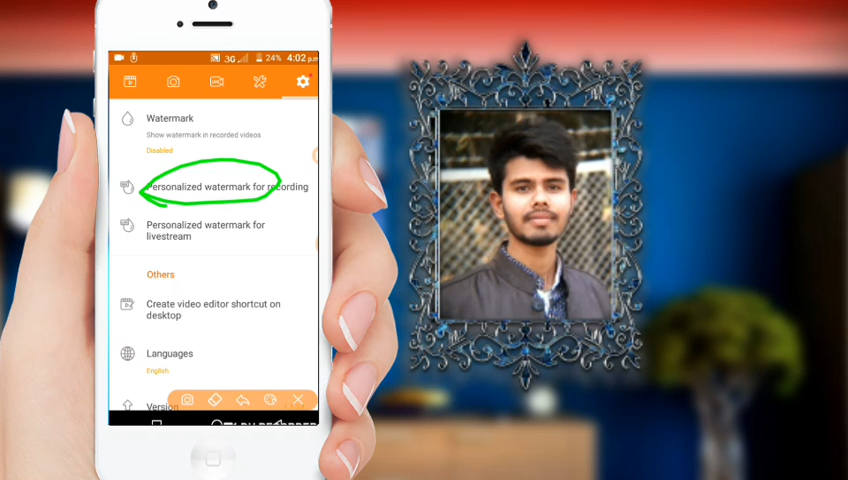 3G 24% 4:02 p.m
Watermark
Show watermark in recorded videos
Disabled
Personalized watermark for recording
Personalized watermark for
livestream
Others
Create video editor shortcut on
desktop
Languages
English
Version
RECORDER